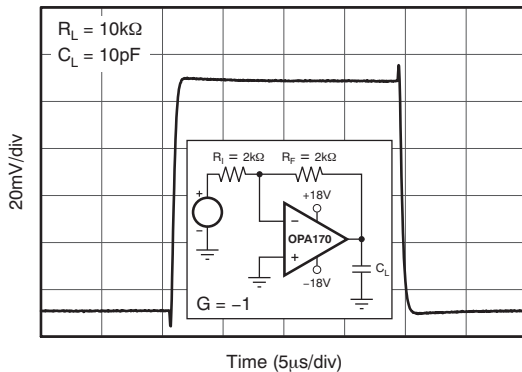 R_L = 10kΩ
C_L = 10pF
20mV/div
R_I = 2kΩ
R_F = 2kΩ
+
−
+18V
−
OPA170
+
−18V
C_L
G = −1
Time (5μs/div)